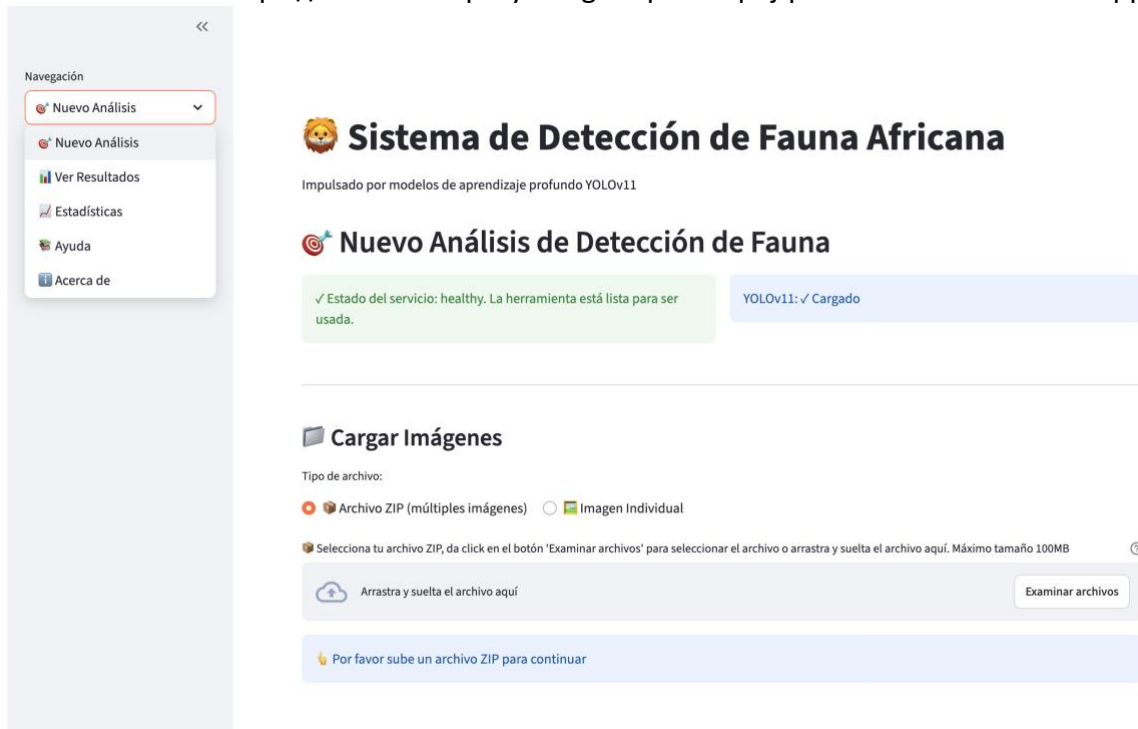 Navegación
Nuevo Análisis
Nuevo Análisis
Ver Resultados
Estadísticas
Ayuda
Acerca de
🦁 Sistema de Detección de Fauna Africana
Impulsado por modelos de aprendizaje profundo YOLOv11
🎯 Nuevo Análisis de Detección de Fauna
✓ Estado del servicio: healthy. La herramienta está lista para ser
usada.
YOLOv11: ✓ Cargado
Cargar Imágenes
Tipo de archivo:
Archivo ZIP (múltiples imágenes) Imagen Individual
Selecciona tu archivo ZIP, da click en el botón 'Examinar archivos' para seleccionar el archivo o arrastra y suelta el archivo aquí. Máximo tamaño 100MB
Arrastra y suelta el archivo aquí
Examinar archivos
Por favor sube un archivo ZIP para continuar